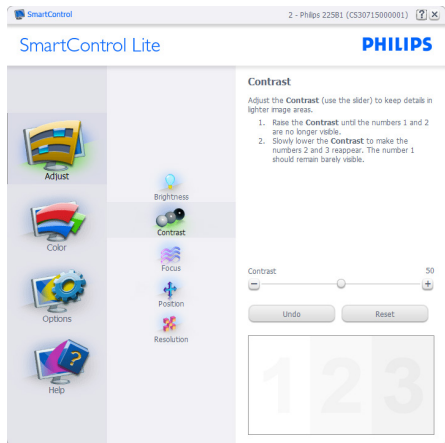 SmartControl
2 - Philips 225B1 (CS30715000001)
SmartControl Lite
PHILIPS
Adjust
Color
Options
Help
Brightness
Contrast
Focus
Position
Resolution
Contrast
Adjust the Contrast (use the slider) to keep details in
lighter image areas.
1. Raise the Contrast until the numbers 1 and 2
are no longer visible.
2. Slowly lower the Contrast to make the
numbers 2 and 3 reappear. The number 1
should remain barely visible.
Contrast 50
Undo Reset
1 2 3